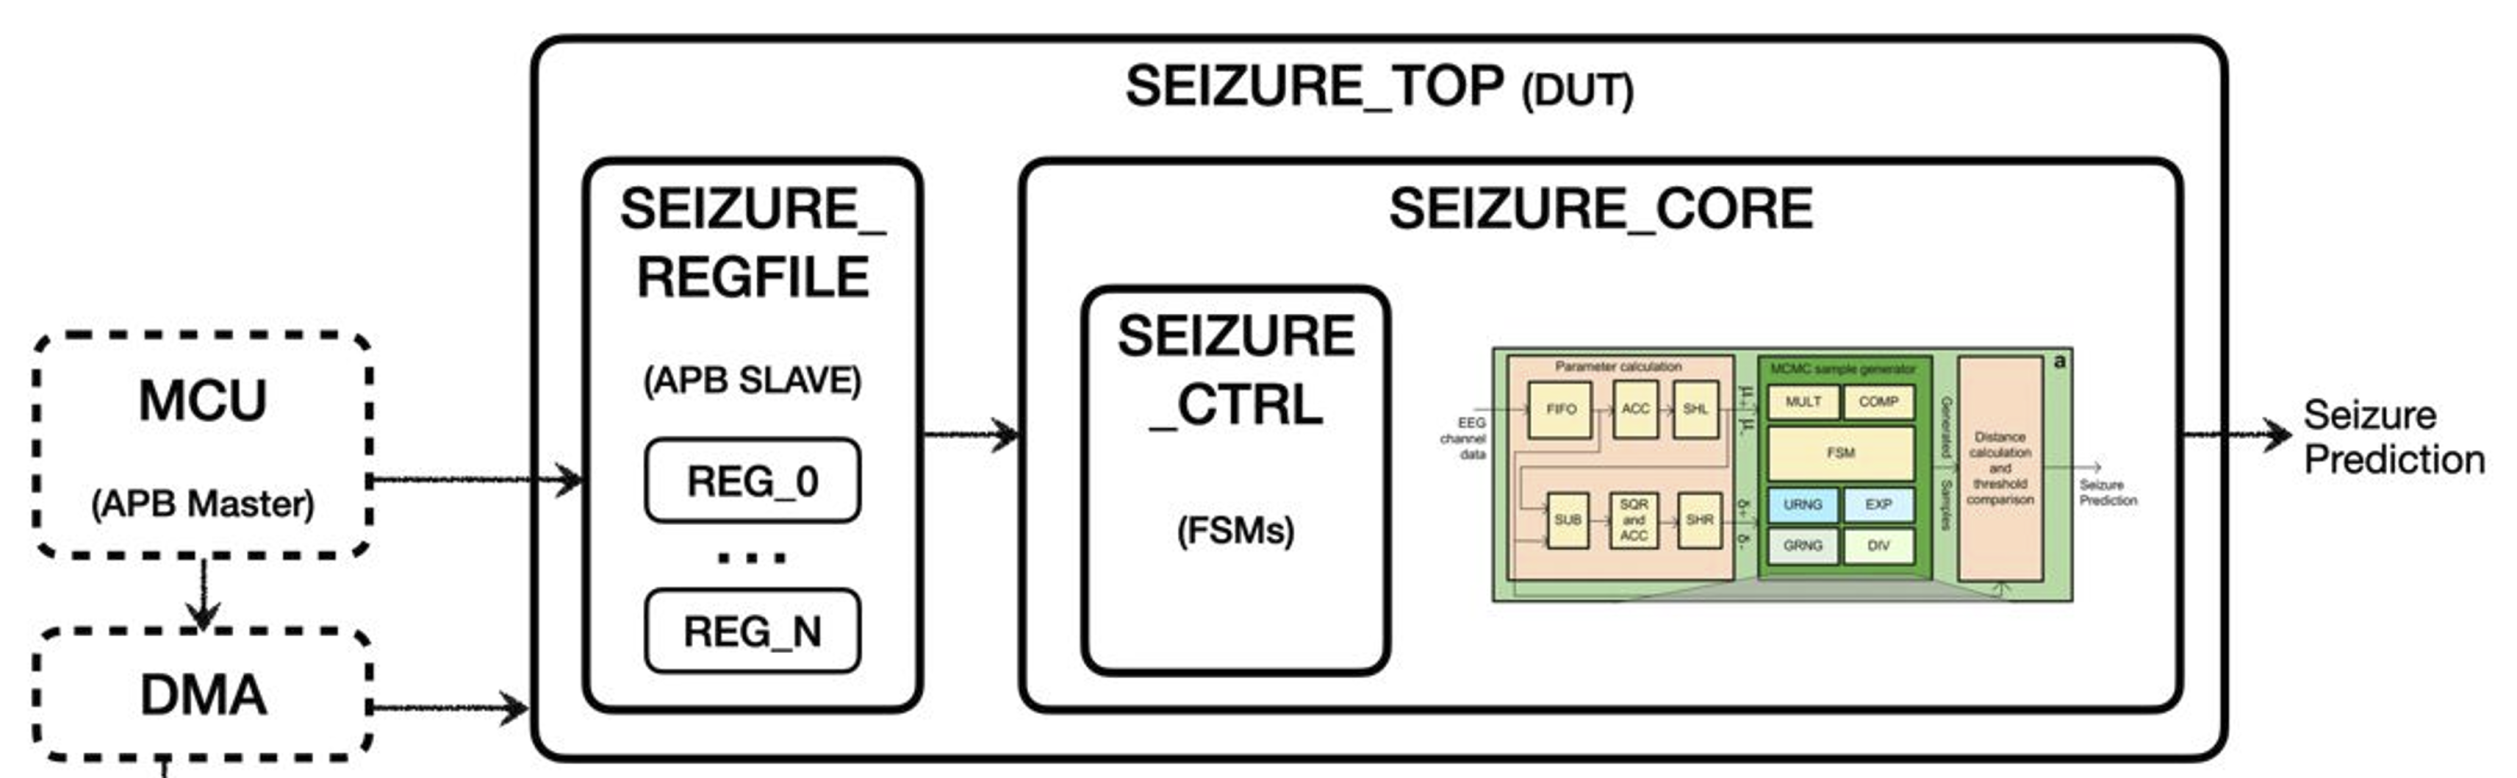 SEIZURE_TOP (DUT)
SEIZURE_
REGFILE
(APB SLAVE)
REG_0
...
REG_N
SEIZURE_CORE
SEIZURE
_CTRL
(FSMs)
MCU
(APB Master)
DMA
EEG
channel
data
Parameter calculation
FIFO
ACC
SHL
SUB
SQR
and
ACC
SHR
μ+
μ-
δ+
δ-
MCMC sample generator
MULT
COMP
FSM
URNG
EXP
GRNG
DIV
Generated Samples
Distance
calculation
and
threshold
comparison
a
Seizure
Prediction
Seizure
Prediction